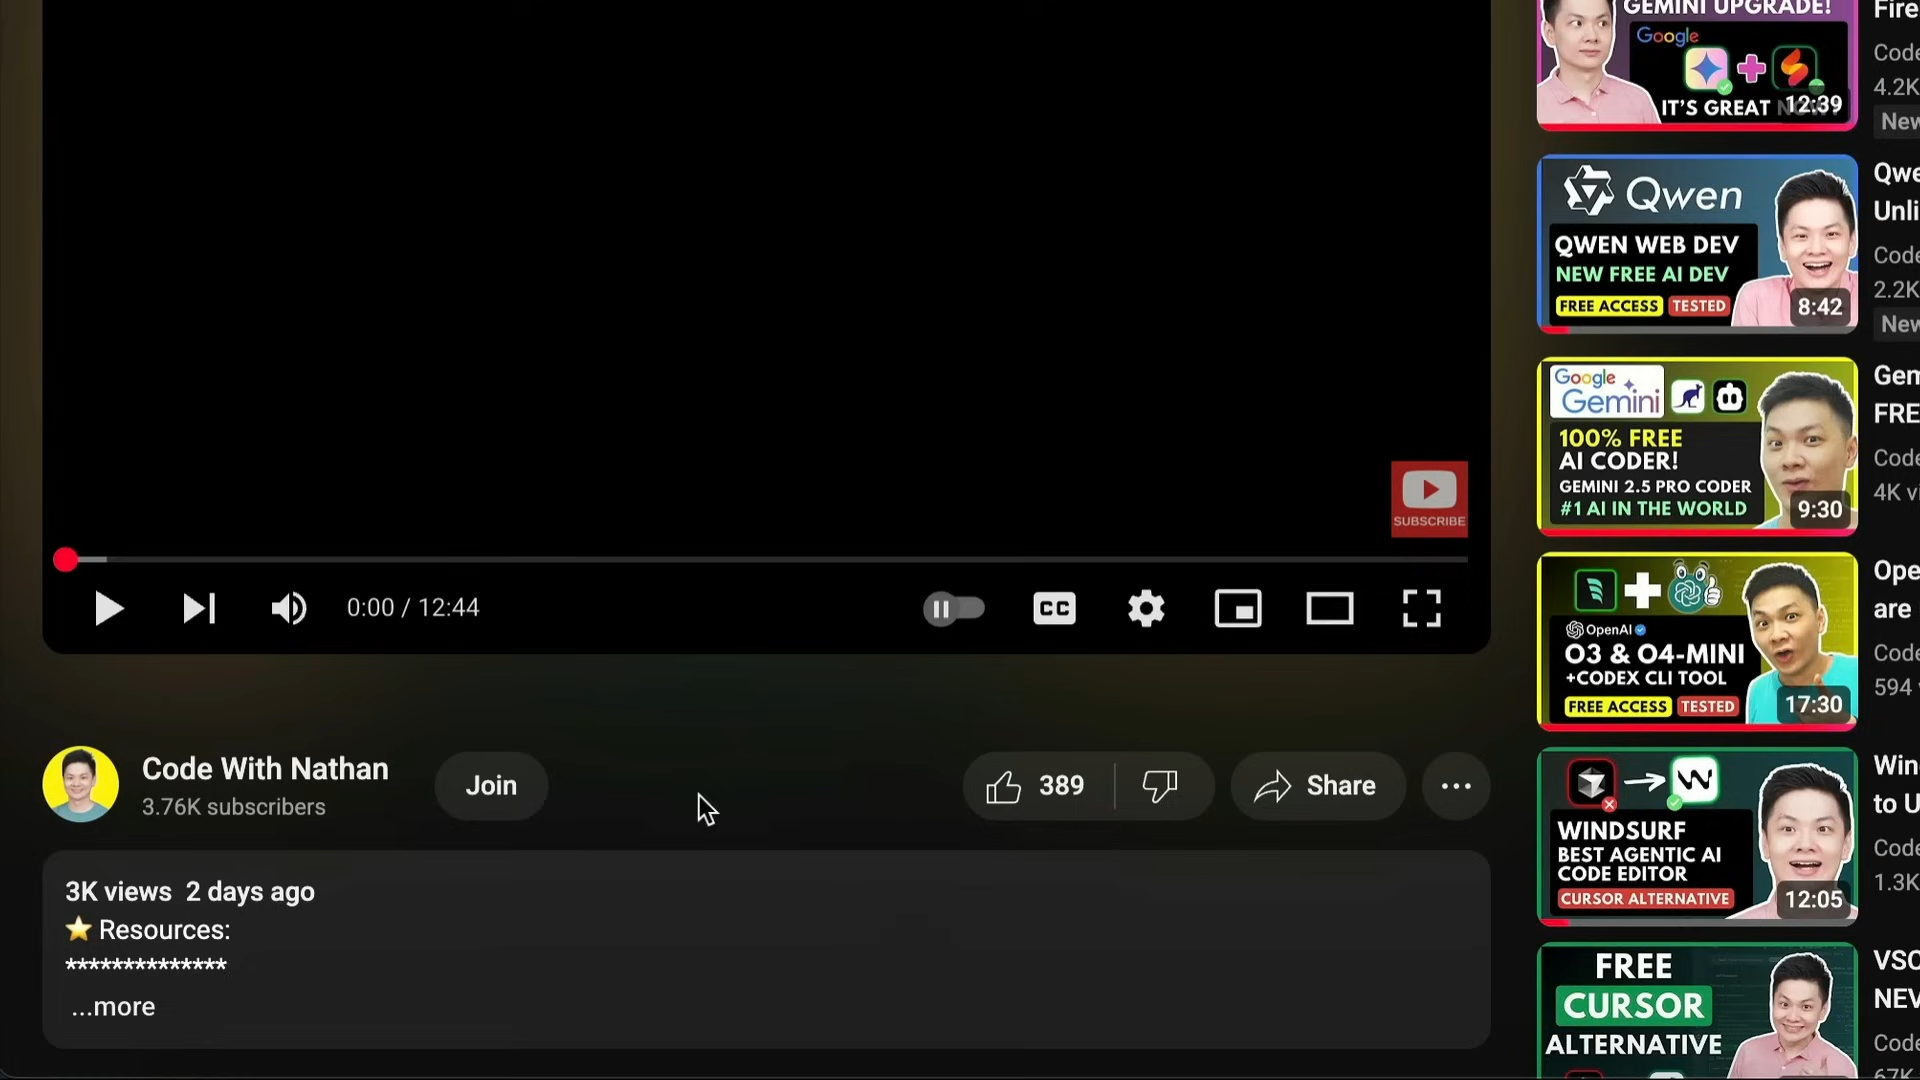 SUBSCRIBE
0:00 / 12:44
CC
Code With Nathan
3.76K subscribers
Join
389
Share
3K views 2 days ago
⭐ Resources:
**************
...more
GEMINI UPGRADE!
Google
IT'S GREAT
12:39
Fire
Code
4.2K
New
Qwen
QWEN WEB DEV
NEW FREE AI DEV
FREE ACCESS TESTED
8:42
Qwe
Unli
Code
2.2K
New
Google
Gemini
100% FREE
AI CODER!
GEMINI 2.5 PRO CODER
#1 AI IN THE WORLD
9:30
Gem
FRE
Code
4K vi
OpenAI
O3 & O4-MINI
+CODEX CLI TOOL
FREE ACCESS TESTED
17:30
Ope
are
Code
594
WINDSURF
BEST AGENTIC AI
CODE EDITOR
CURSOR ALTERNATIVE
12:05
Win
to U
Code
1.3K
FREE
CURSOR
ALTERNATIVE
VSC
NEV
Code
67K